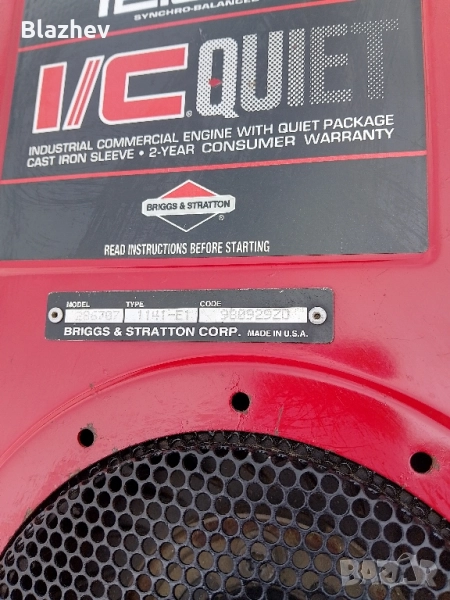 Blazhev
SYNCHRO-BALANCED
I/C® QUIET
INDUSTRIAL COMMERCIAL ENGINE WITH QUIET PACKAGE
CAST IRON SLEEVE • 2-YEAR CONSUMER WARRANTY
BRIGGS & STRATTON
READ INSTRUCTIONS BEFORE STARTING
MODEL TYPE CODE
286707 1141-E1
BRIGGS & STRATTON CORP. MADE IN U.S.A.
BAZAR